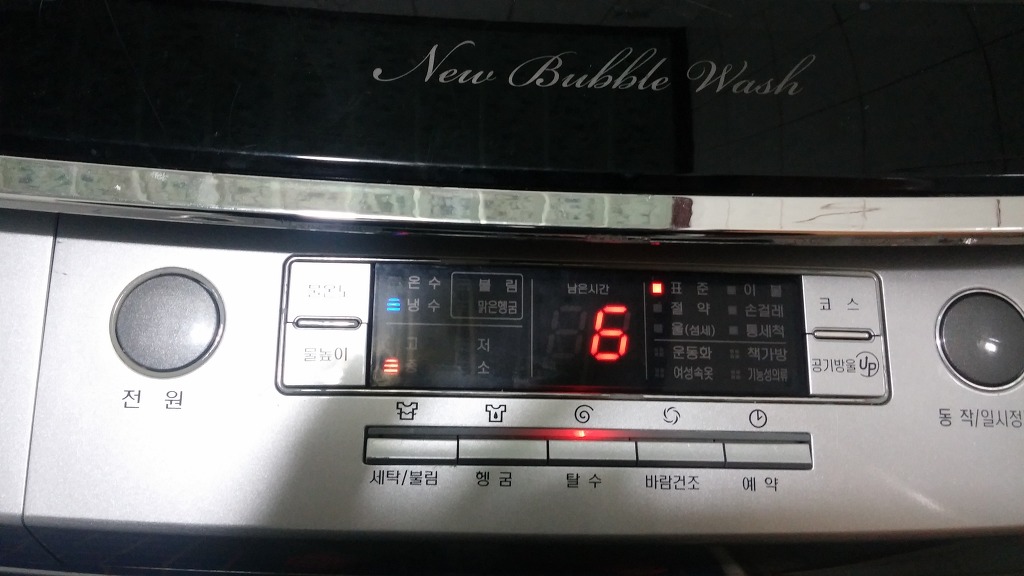 New Bubble Wash
온 수 불 림
냉 수 맑은헹굼
고 저
중 소
물높이
남은시간
6
표 준 이 불
절 약 손걸레
울(섬세) 통세척
운동화 책가방
여성속옷 기능성의류
코 스
공기방울 UP
전 원
동 작/일시정
세탁/불림 헹 굼 탈 수 바람건조 예 약